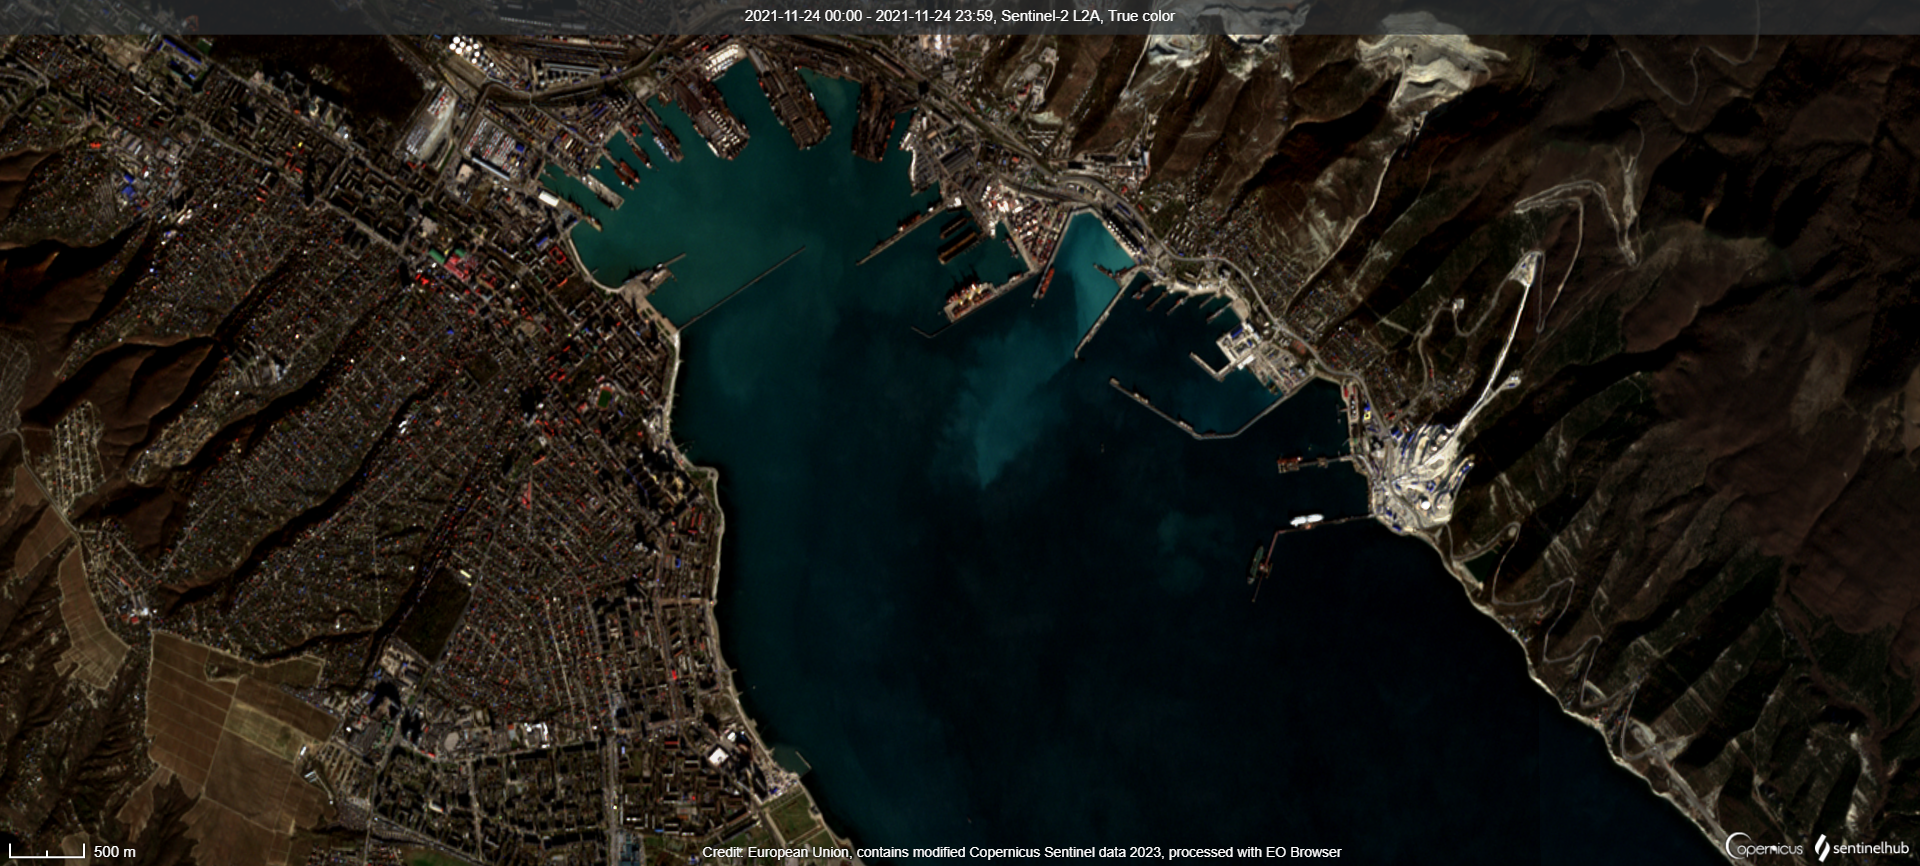 2021-11-24 00:00 - 2021-11-24 23:59, Sentinel-2 L2A, True color
500 m
Credit: European Union, contains modified Copernicus Sentinel data 2023, processed with EO Browser
Copernicus
sentinelhub